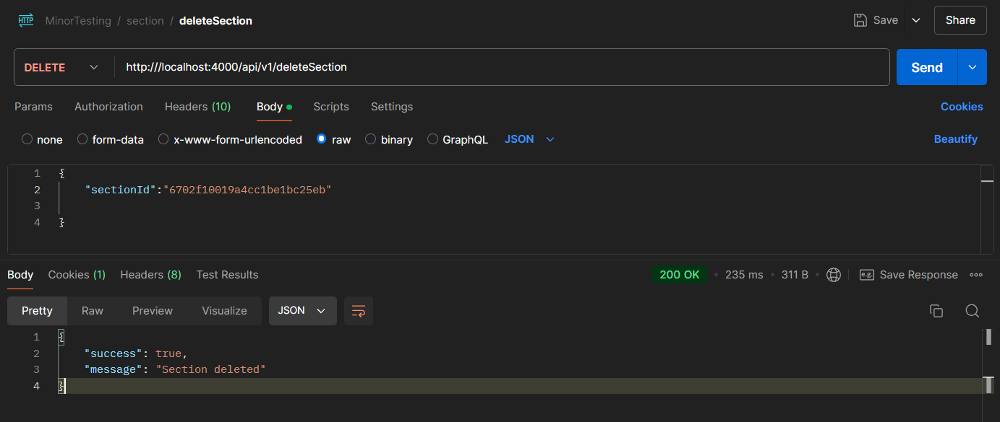 HTTP MinorTesting / section / deleteSection Save Share
DELETE http:///localhost:4000/api/v1/deleteSection Send
Params Authorization Headers (10) Body Scripts Settings Cookies
none form-data x-www-form-urlencoded raw binary GraphQL JSON Beautify
1 {
2 "sectionId":"6702f10019a4cc1be1bc25eb"
3
4 }
Body Cookies (1) Headers (8) Test Results 200 OK • 235 ms • 311 B • e.g. Save Response
Pretty Raw Preview Visualize JSON
1 {
2 "success": true,
3 "message": "Section deleted"
4 }